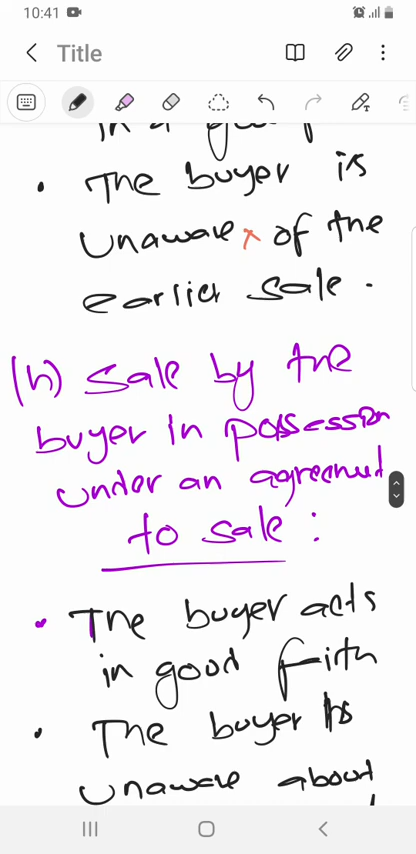 10:41
Title
in a
• The buyer is
unaware x of the
earlier sale.
(h) Sale by the
buyer in possession
under an agreement
to sale:
• The buyer acts
in good faith
• The buyer is
unaware about